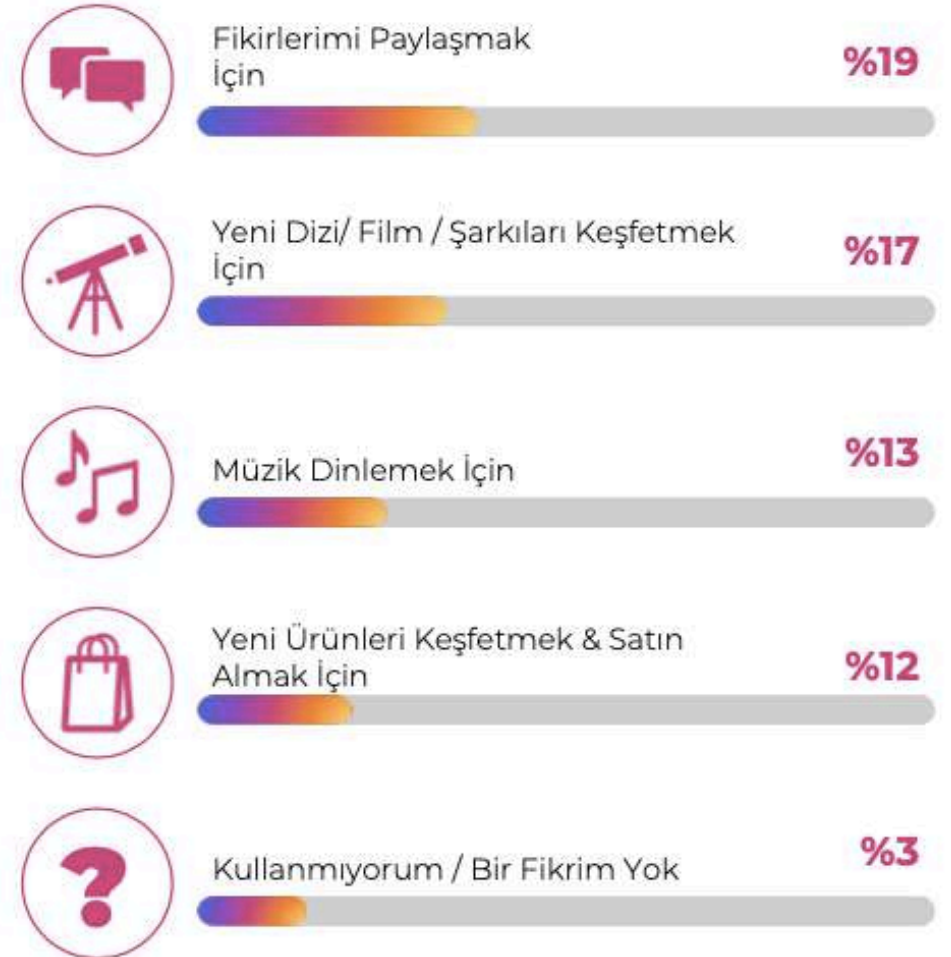 Fikirlerimi Paylaşmak
İçin
%19
Yeni Dizi/ Film / Şarkıları Keşfetmek
İçin
%17
Müzik Dinlemek İçin
%13
Yeni Ürünleri Keşfetmek & Satın
Almak İçin
%12
Kullanmıyorum / Bir Fikrim Yok
%3